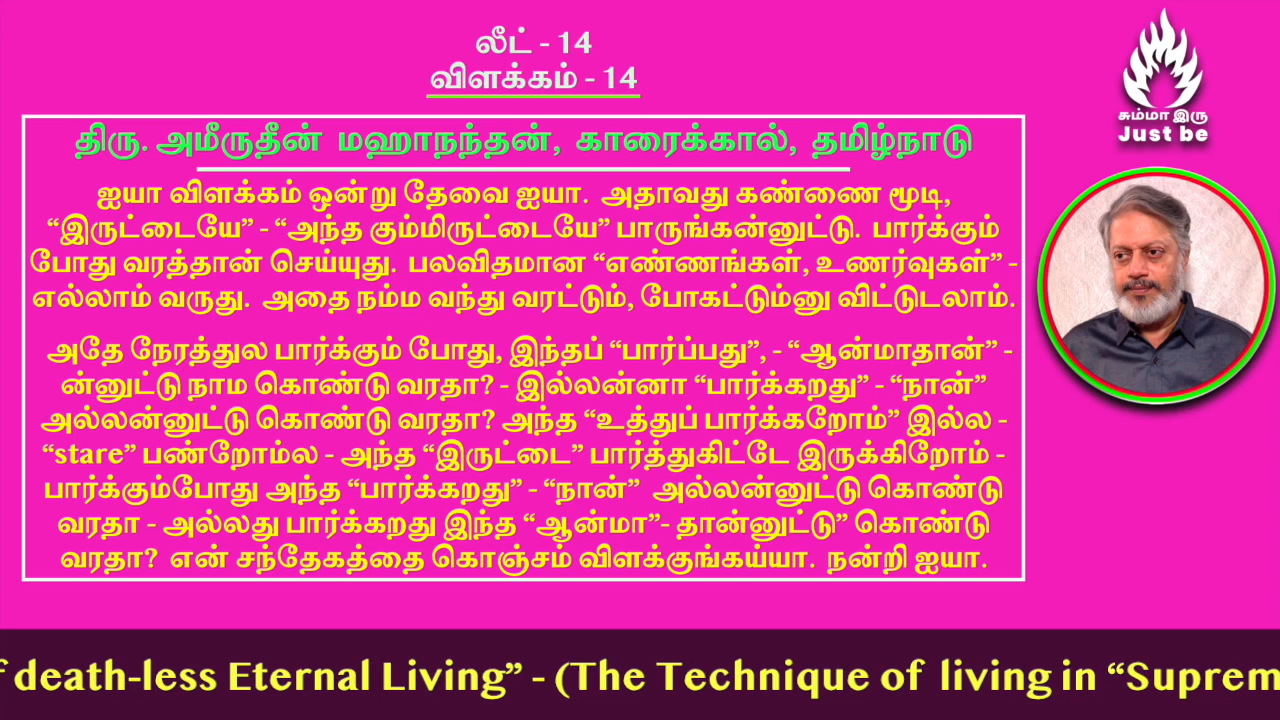 லீட் - 14
விளக்கம் - 14
சும்மா இரு
Just be
திரு. அமீருதீன் மஹாநந்தன், காரைக்கால், தமிழ்நாடு
ஐயா விளக்கம் ஒன்று தேவை ஐயா. அதாவது கண்ணை மூடி,
“இருட்டையே” - “அந்த கும்மிருட்டையே” பாருங்கன்னுட்டு. பார்க்கும்
போது வரத்தான் செய்யுது. பலவிதமான “எண்ணங்கள், உணர்வுகள்” -
எல்லாம் வருது. அதை நம்ம வந்து வரட்டும், போகட்டும்னு விட்டுடலாம்.
அதே நேரத்துல பார்க்கும் போது, இந்தப் “பார்ப்பது”, - “ஆன்மாதான்” -
ன்னுட்டு நாம கொண்டு வரதா? - இல்லன்னா “பார்க்கறது” - “நான்”
அல்லன்னுட்டு கொண்டு வரதா? அந்த “உத்துப் பார்க்கறோம்” இல்ல -
“stare” பண்றோம்ல - அந்த “இருட்டை” பார்த்துகிட்டே இருக்கிறோம் -
பார்க்கும்போது அந்த “பார்க்கறது” - “நான்” அல்லன்னுட்டு கொண்டு
வரதா - அல்லது பார்க்கறது இந்த “ஆன்மா”- தான்னுட்டு” கொண்டு
வரதா? என் சந்தேகத்தை கொஞ்சம் விளக்குங்கய்யா. நன்றி ஐயா.
f death-less Eternal Living” - (The Technique of living in “Suprem